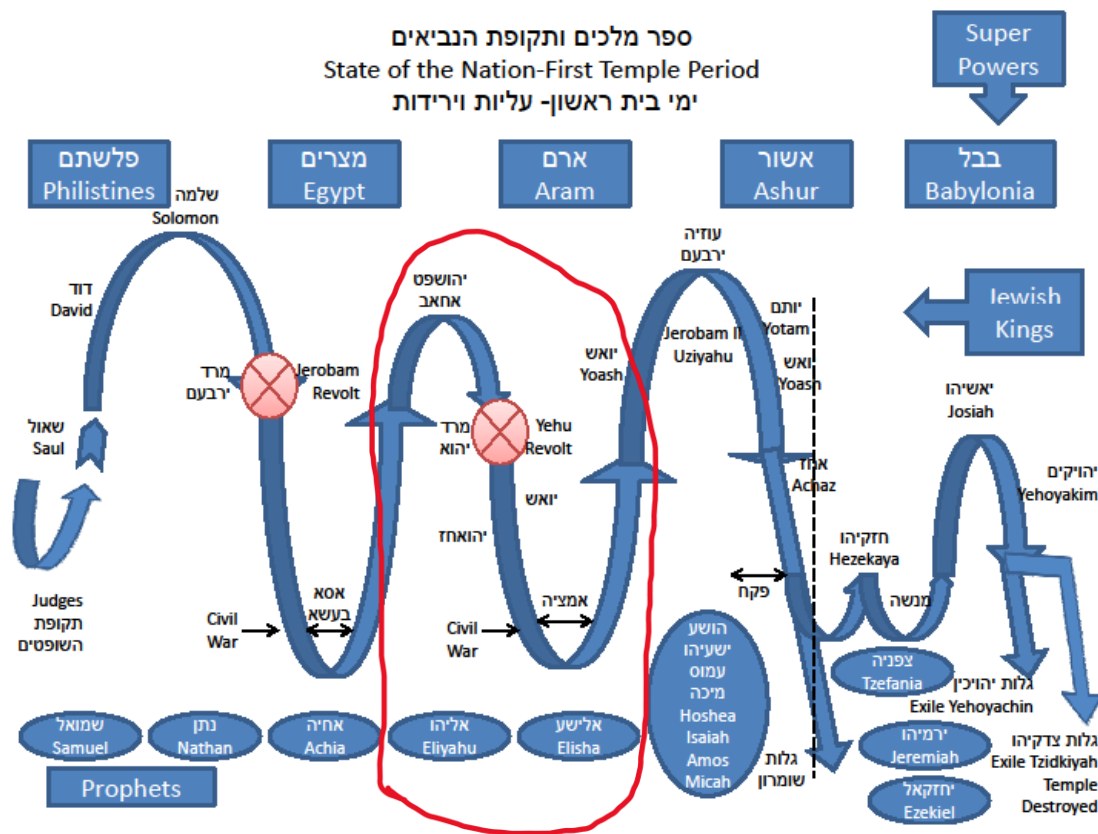 ספר מלכים ותקופת הנביאים
State of the Nation-First Temple Period
ימי בית ראשון- עליות וירידות
Super
Powers
פלשתם
Philistines
מצרים
Egypt
ארם
Aram
אשור
Ashur
בבל
Babylonia
שלמה
Solomon
דוד
David
שאול
Saul
Judges
תקופת
השופטים
מרד
ירבעם
Jerobam
Revolt
Civil
War
אסא
בעשא
יהושפט
אחאב
מרד
יהוא
Yehu
Revolt
יואש
יהואחז
Civil
War
אמציה
יואש
Yoash
עוזיה
ירבעם
Jerobam II
Uziyahu
יותם
Yotam
ואש
Yoash
אחד
Achaz
פקח
Jewish
Kings
חזקיהו
Hezekaya
מנשה
יאשיהו
Josiah
יהויקים
Yehoyakim
גלות יהויכין
Exile Yehoyachin
גלות צדקיהו
Exile Tzidkiyah
Temple
Destroyed
גלות
שומרון
שמואל
Samuel
נתן
Nathan
אחיה
Achia
אליהו
Eliyahu
אלישע
Elisha
הושע
ישעיהו
עמוס
מיכה
Hoshea
Isaiah
Amos
Micah
צפניה
Tzefania
ירמיהו
Jeremiah
יחזקאל
Ezekiel
Prophets